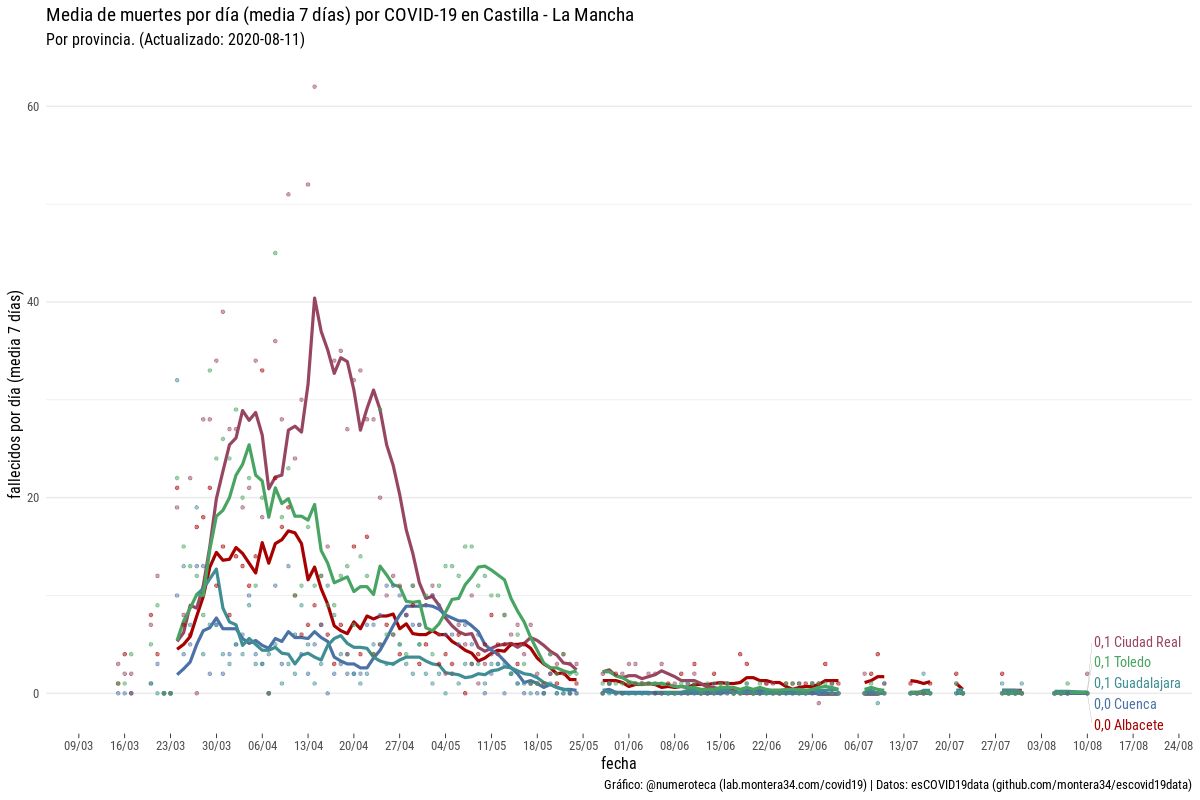 Media de muertes por día (media 7 días) por COVID-19 en Castilla - La Mancha
Por provincia. (Actualizado: 2020-08-11)
fallecidos por día (media 7 días)
60
40
20
0
0,1 Ciudad Real
0,1 Toledo
0,1 Guadalajara
0,0 Cuenca
0,0 Albacete
09/03 16/03 23/03 30/03 06/04 13/04 20/04 27/04 04/05 11/05 18/05 25/05 01/06 08/06 15/06 22/06 29/06 06/07 13/07 20/07 27/07 03/08 10/08 17/08 24/08
fecha
Gráfico: @numeroteca (lab.montera34.com/covid19) | Datos: esCOVID19data (github.com/montera34/escovid19data)